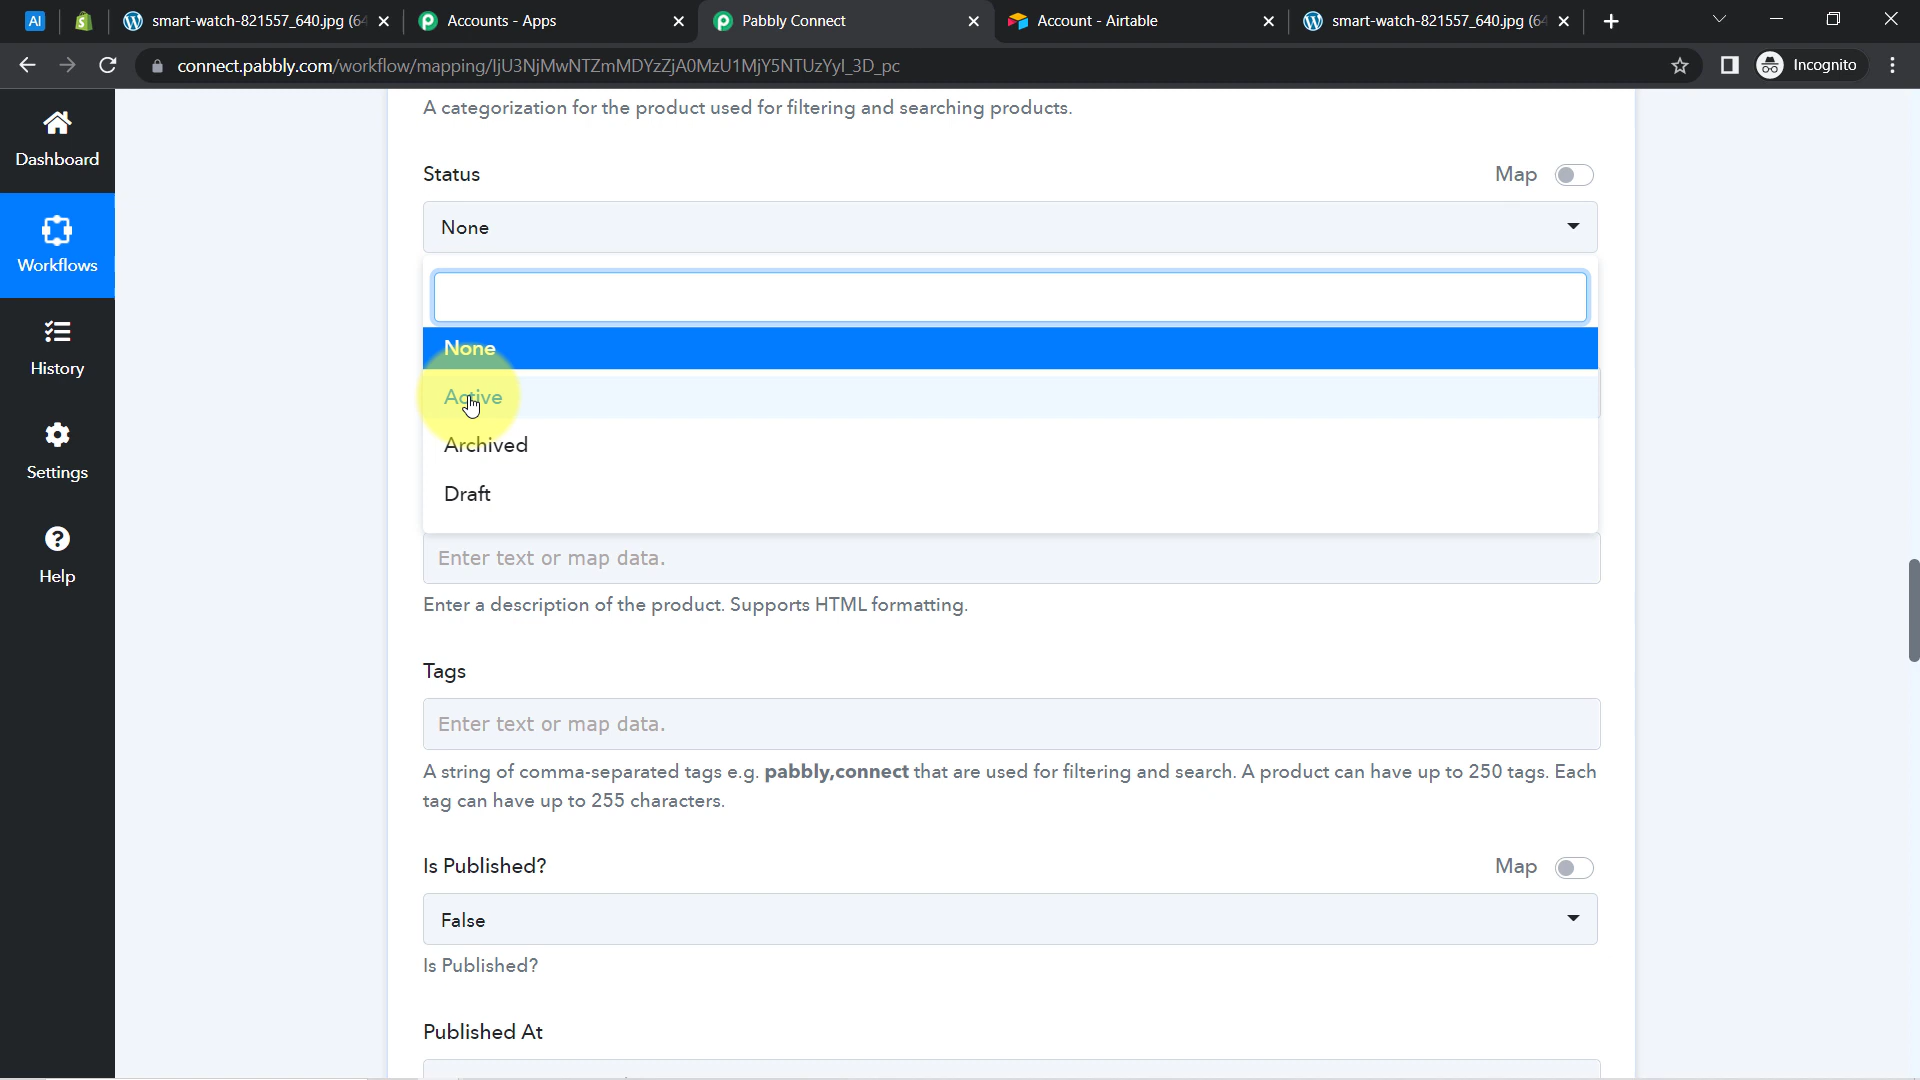 AI
smart-watch-821557_640.jpg (64
Accounts - Apps
Pabbly Connect
Account - Airtable
smart-watch-821557_640.jpg (64
connect.pabbly.com/workflow/mapping/IjU3NjMwNTZmMDYzZjA0MzU1MjY5NTUzYyI_3D_pc
Incognito
Dashboard
Workflows
History
Settings
Help
A categorization for the product used for filtering and searching products.
Status
Map
None
None
Active
Archived
Draft
Enter text or map data.
Enter a description of the product. Supports HTML formatting.
Tags
Enter text or map data.
A string of comma-separated tags e.g. pabbly,connect that are used for filtering and search. A product can have up to 250 tags. Each
tag can have up to 255 characters.
Is Published?
Map
False
Is Published?
Published At